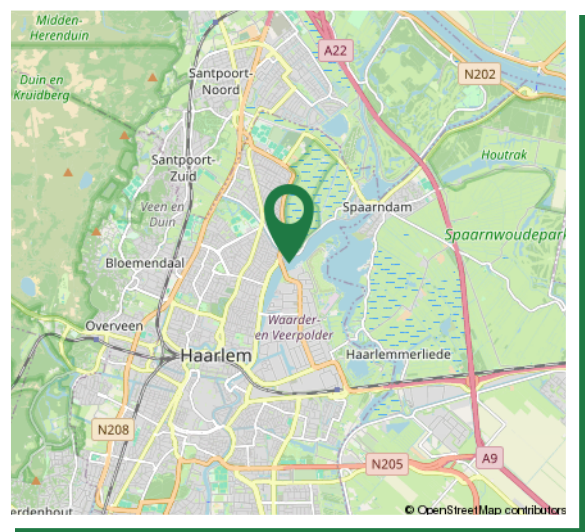 Midden-
Herenduin
A22
N202
Santpoort-
Noord
Duin en
Kruidberg
Houtrak
Santpoort-
Zuid
Veen en
Duin
Spaarndam
Spaarnwoudepark
Bloemendaal
Waarder-
en Veerpolder
Overveen
Haarlem
Haarlemmerliede
N208
A9
N205
erdenhout
© OpenStreetMap contributors